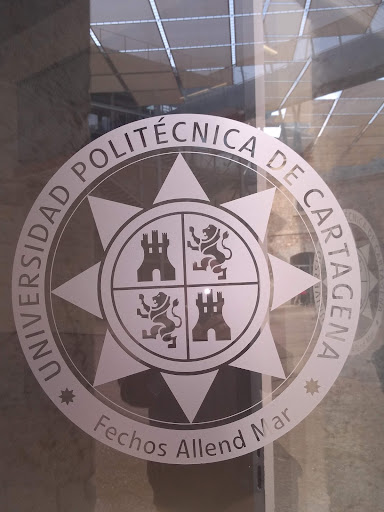 UNIVERSIDAD POLITÉCNICA DE CARTAGENA
Fechos Allend Mar